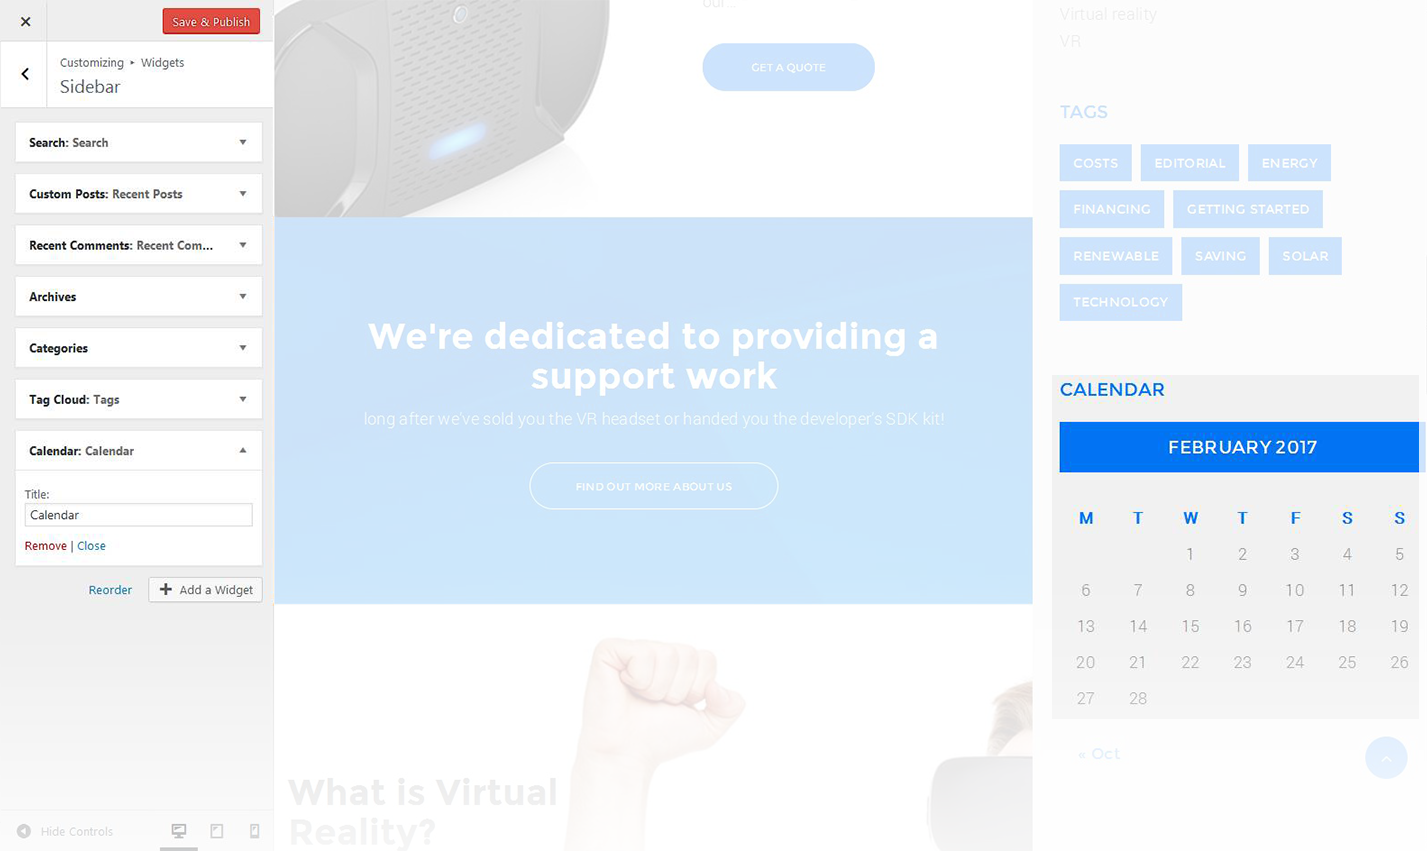 Save & Publish
Customizing ▸ Widgets
Sidebar
Search: Search
Custom Posts: Recent Posts
Recent Comments: Recent Com...
Archives
Categories
Tag Cloud: Tags
Calendar: Calendar
Title:
Calendar
Remove | Close
Reorder
Add a Widget
Hide Controls
our...
GET A QUOTE
We're dedicated to providing a
support work
long after we've sold you the VR headset or handed you the developer's SDK kit!
FIND OUT MORE ABOUT US
What is Virtual
Reality?
Virtual reality
VR
TAGS
COSTS EDITORIAL ENERGY
FINANCING GETTING STARTED
RENEWABLE SAVING SOLAR
TECHNOLOGY
CALENDAR
FEBRUARY 2017
M T W T F S S
1 2 3 4 5
6 7 8 9 10 11 12
13 14 15 16 17 18 19
20 21 22 23 24 25 26
27 28
« Oct